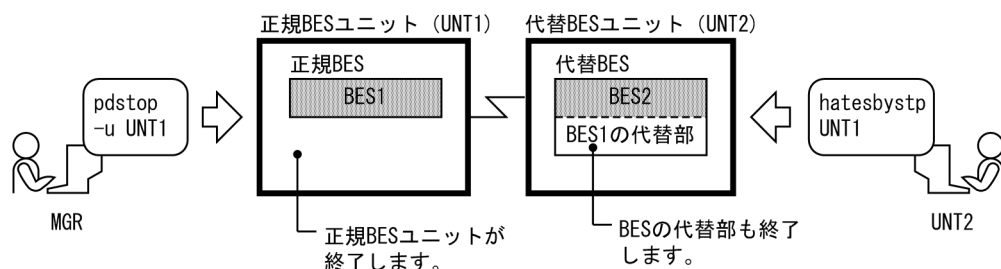 正規BESユニット（UNT1）
代替BESユニット（UNT2）
正規BES
代替BES
pdstop
-u UNT1
BES1
BES2
BES1の代替部
hatesbystp
UNT1
MGR
UNT2
正規BESユニットが
終了します。
BESの代替部も終了
します。